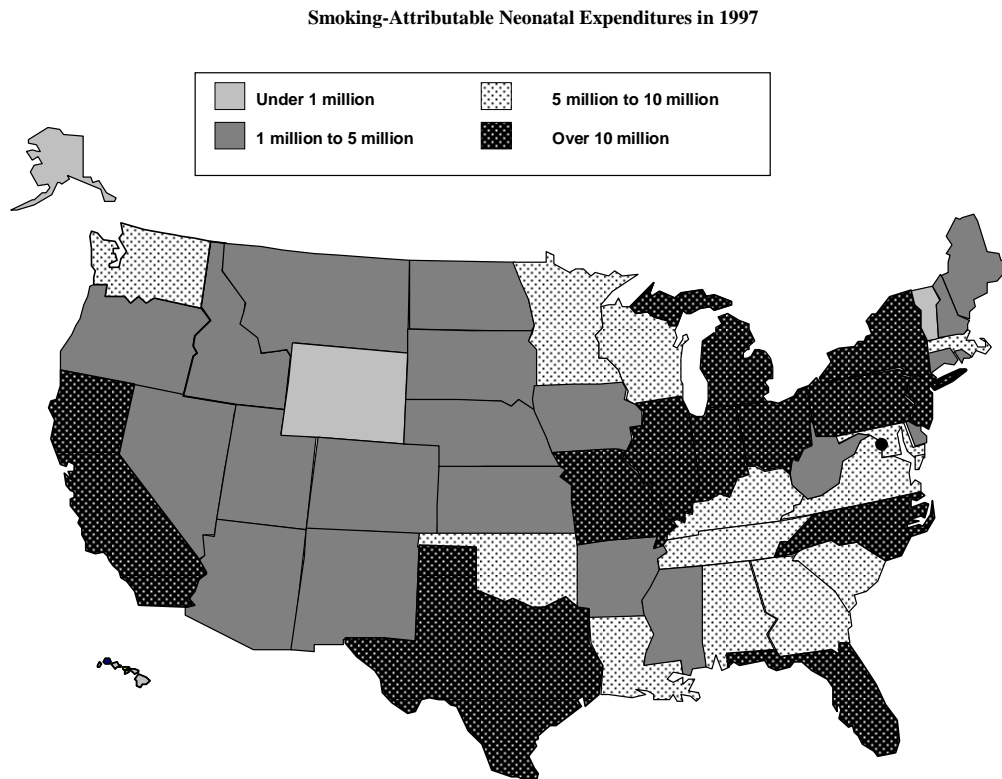 Smoking-Attributable Neonatal Expenditures in 1997
Under 1 million
5 million to 10 million
1 million to 5 million
Over 10 million